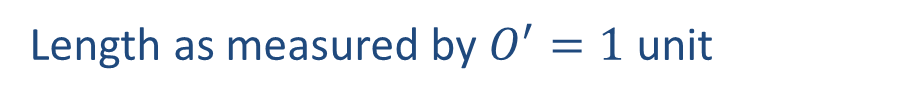 Length as measured by O′ = 1 unit